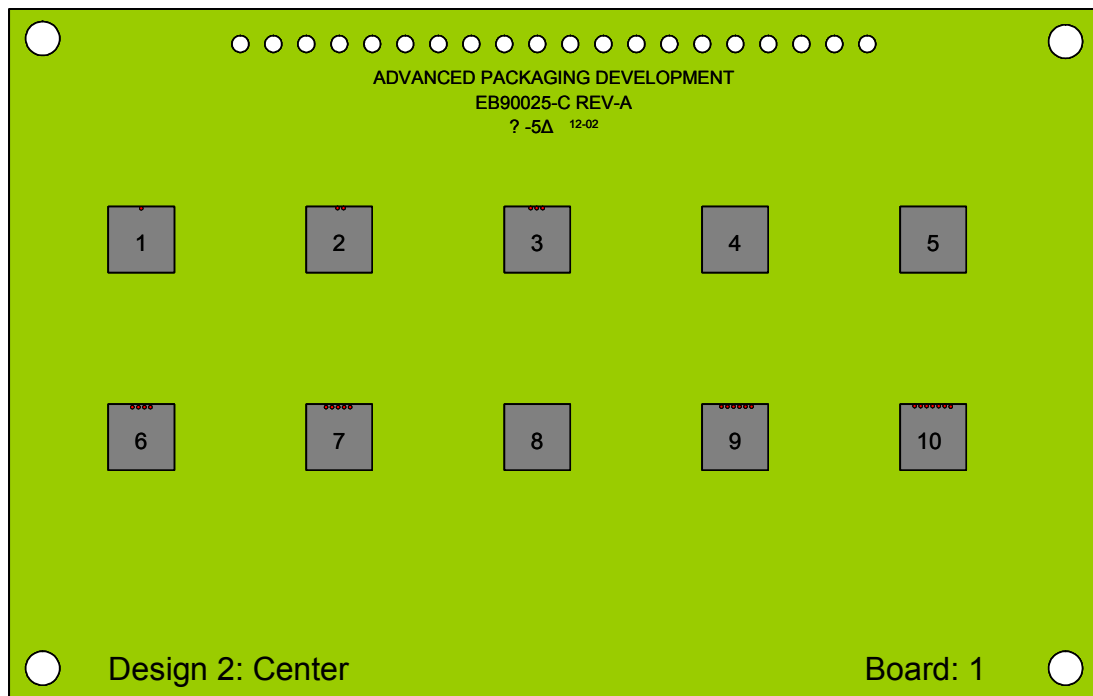 ADVANCED PACKAGING DEVELOPMENT
EB90025-C REV-A
? -5Δ 12-02
1 2 3 4 5
6 7 8 9 10
Design 2: Center Board: 1